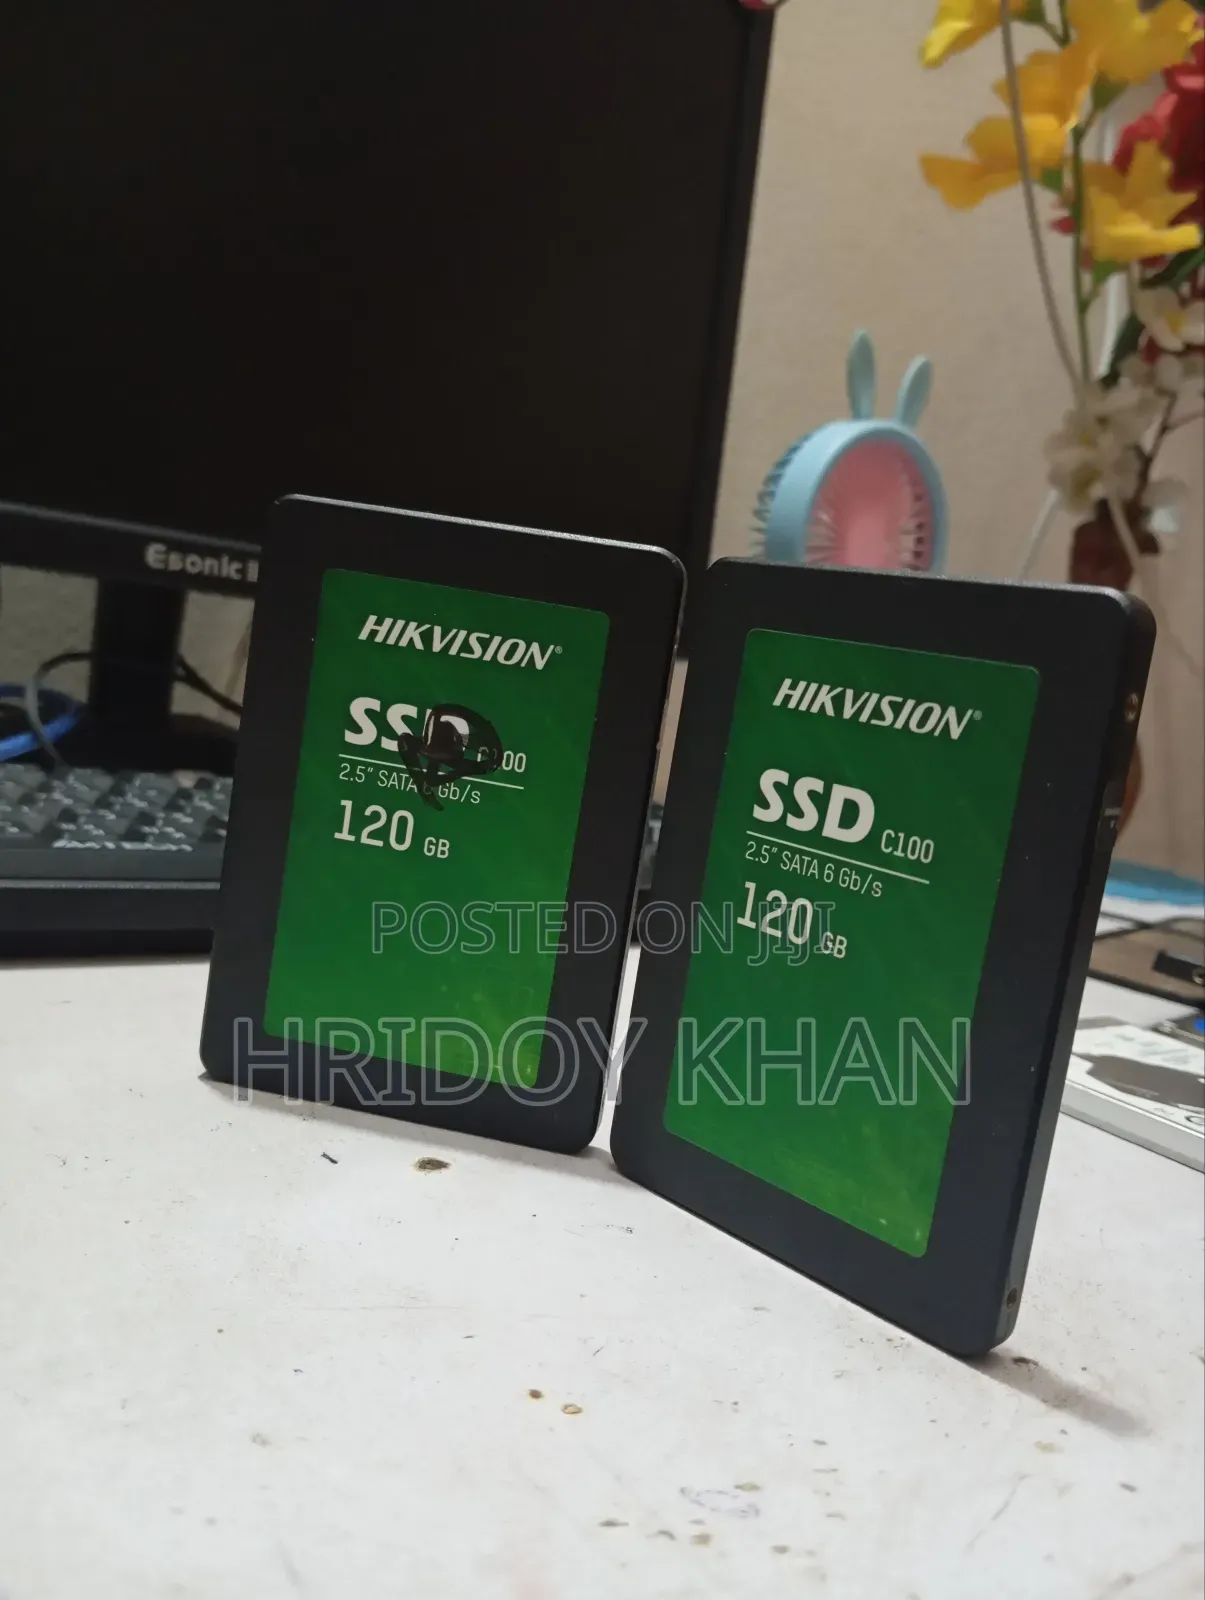 Esonic
HIKVISION®
SSD C100
2.5" SATA 6 Gb/s
120 GB
HIKVISION®
SSD C100
2.5" SATA 6 Gb/s
120 GB
POSTED ON JIJI
HRIDOY KHAN